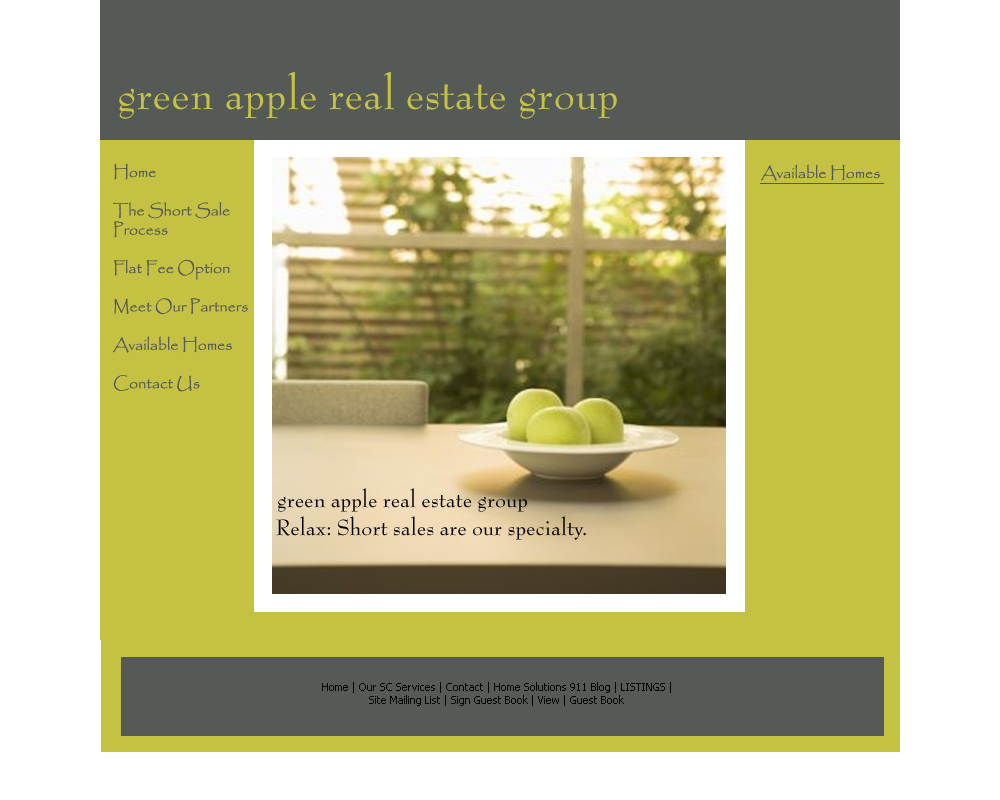 green apple real estate group
Home
The Short Sale
Process
Flat Fee Option
Meet Our Partners
Available Homes
Contact Us
green apple real estate group
Relax: Short sales are our specialty.
Available Homes
Home | Our SC Services | Contact | Home Solutions 911 Blog | LISTINGS |
Site Mailing List | Sign Guest Book | View | Guest Book